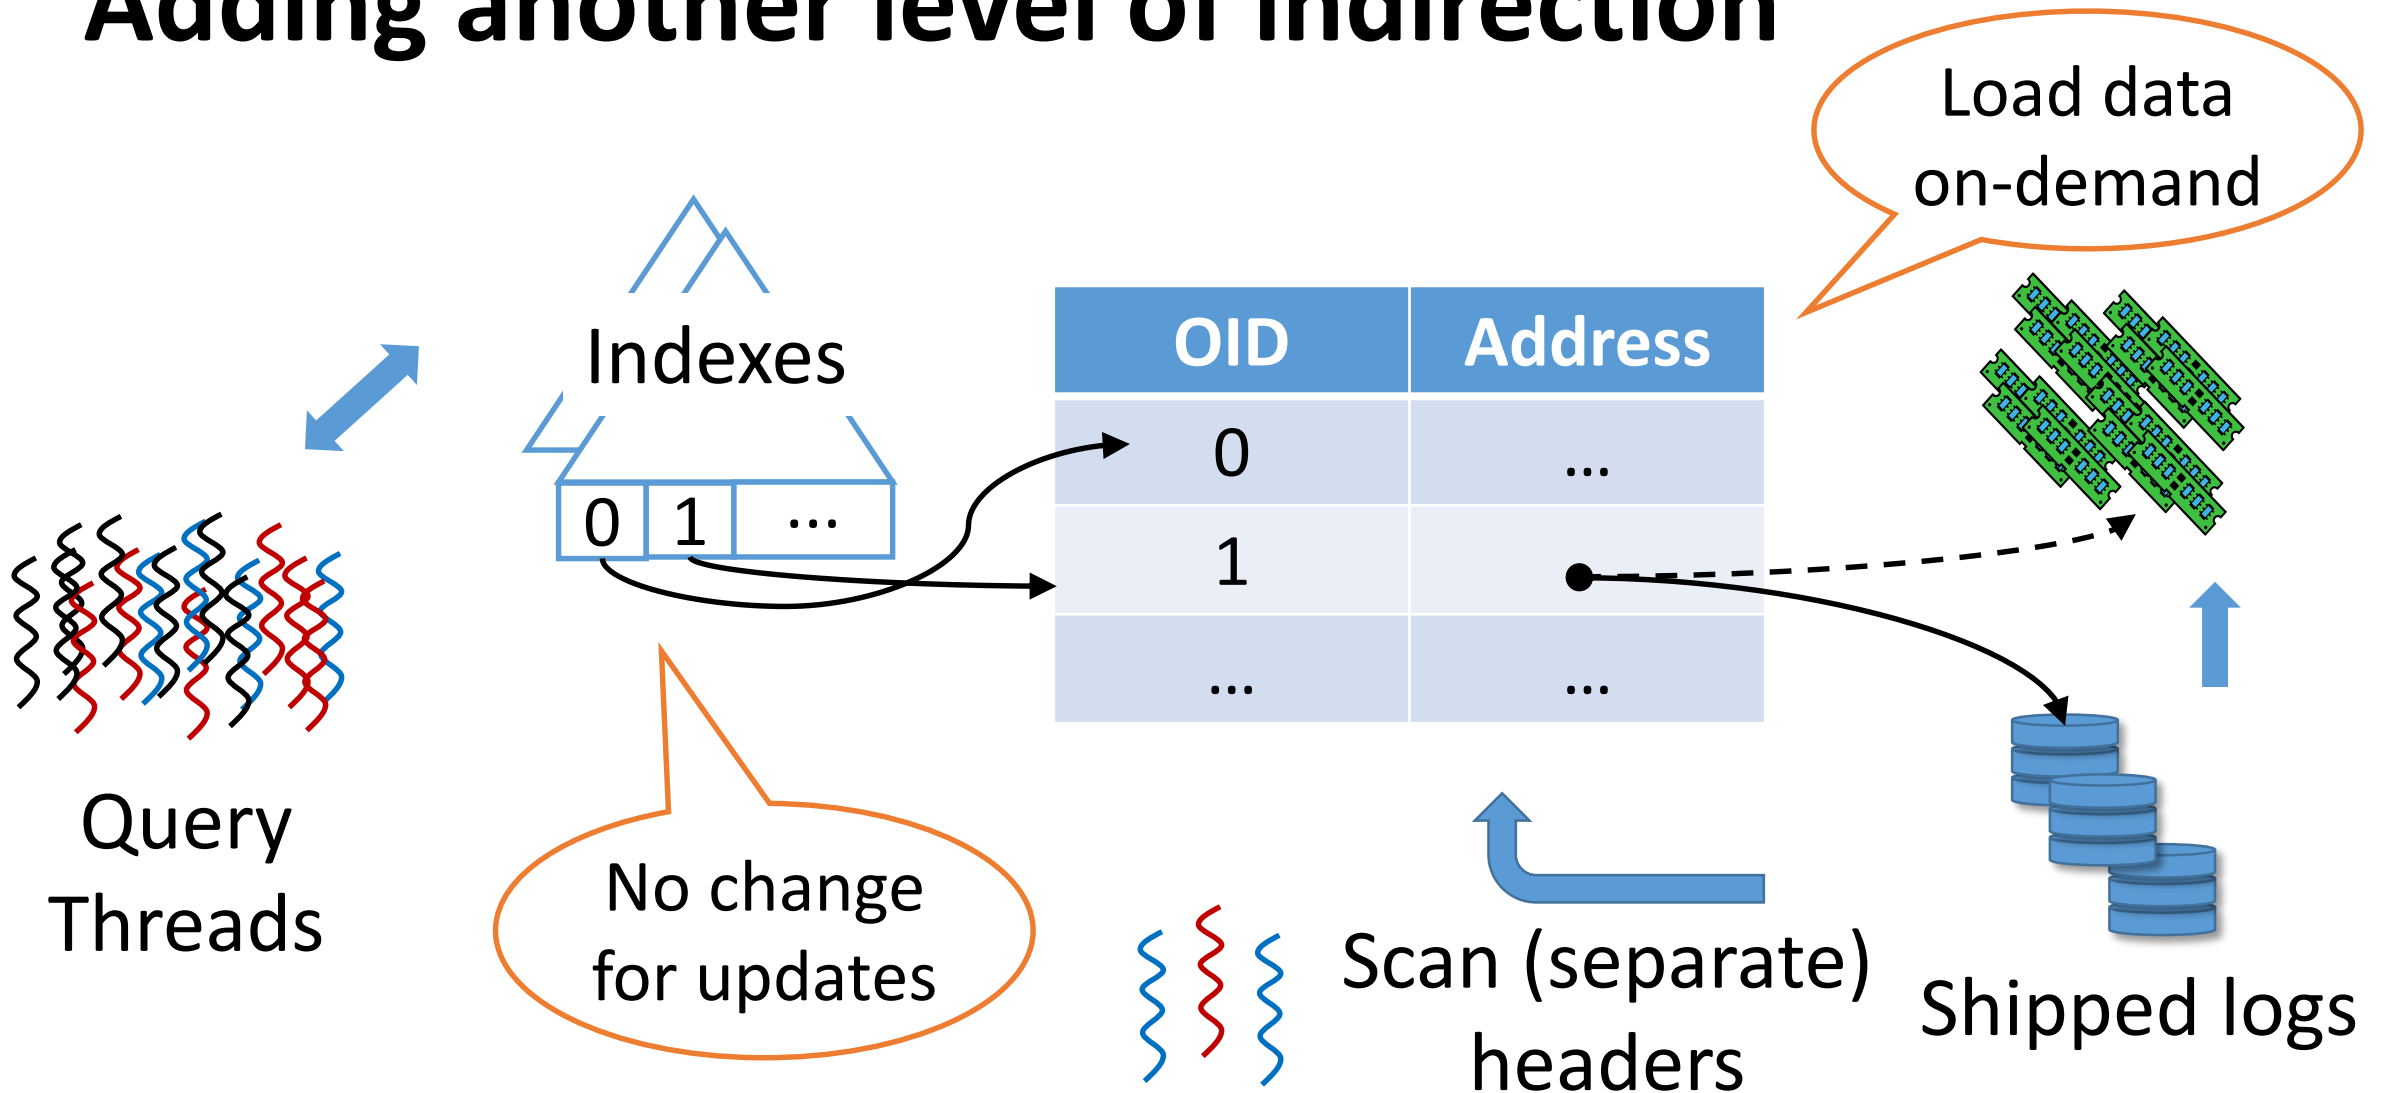 Adding another level of indirection
Load data
on-demand
Indexes
OID Address
0 ...
1
... ...
0 1 ...
Query
Threads
No change
for updates
Scan (separate)
headers
Shipped logs